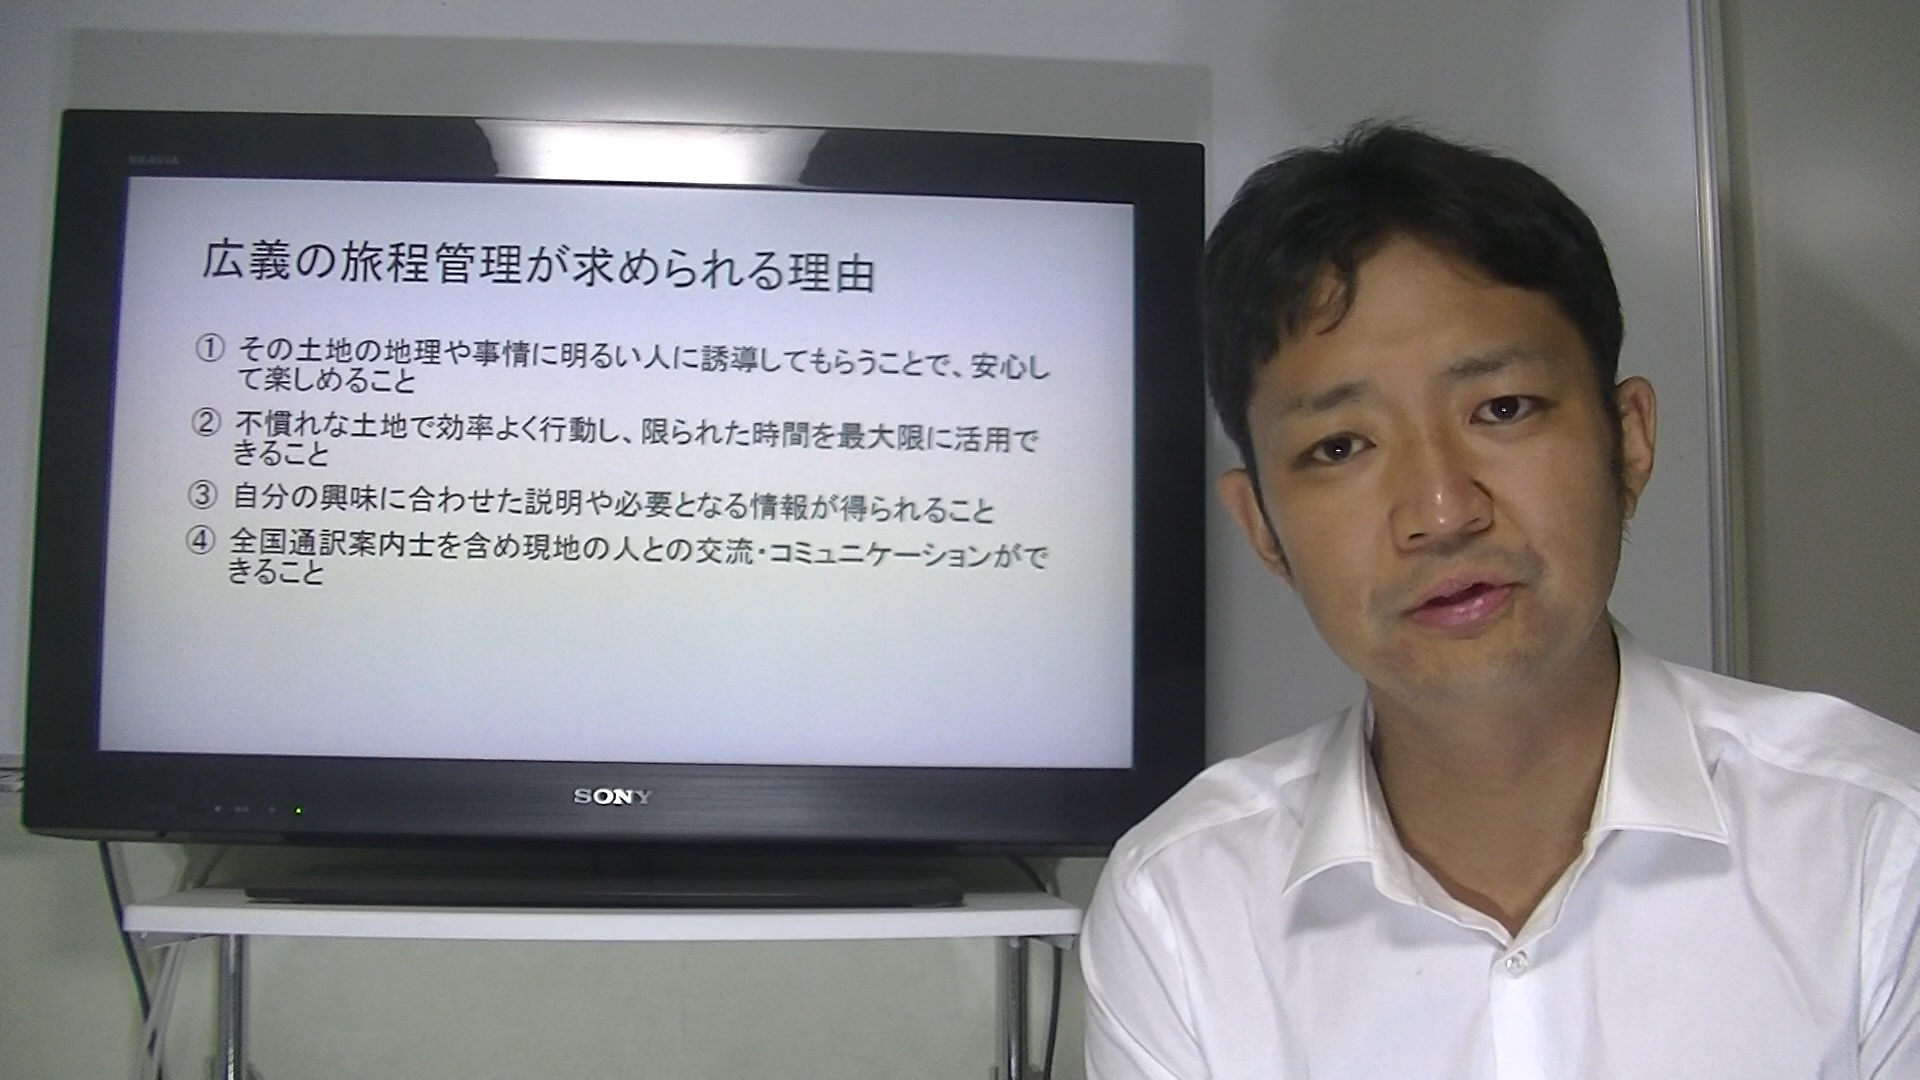 BRAVIA
広義の旅程管理が求められる理由
① その土地の地理や事情に明るい人に誘導してもらうことで、安心し
て楽しめること
② 不慣れな土地で効率よく行動し、限られた時間を最大限に活用で
きること
③ 自分の興味に合わせた説明や必要となる情報が得られること
④ 全国通訳案内士を含め現地の人との交流・コミュニケーションがで
きること
SONY